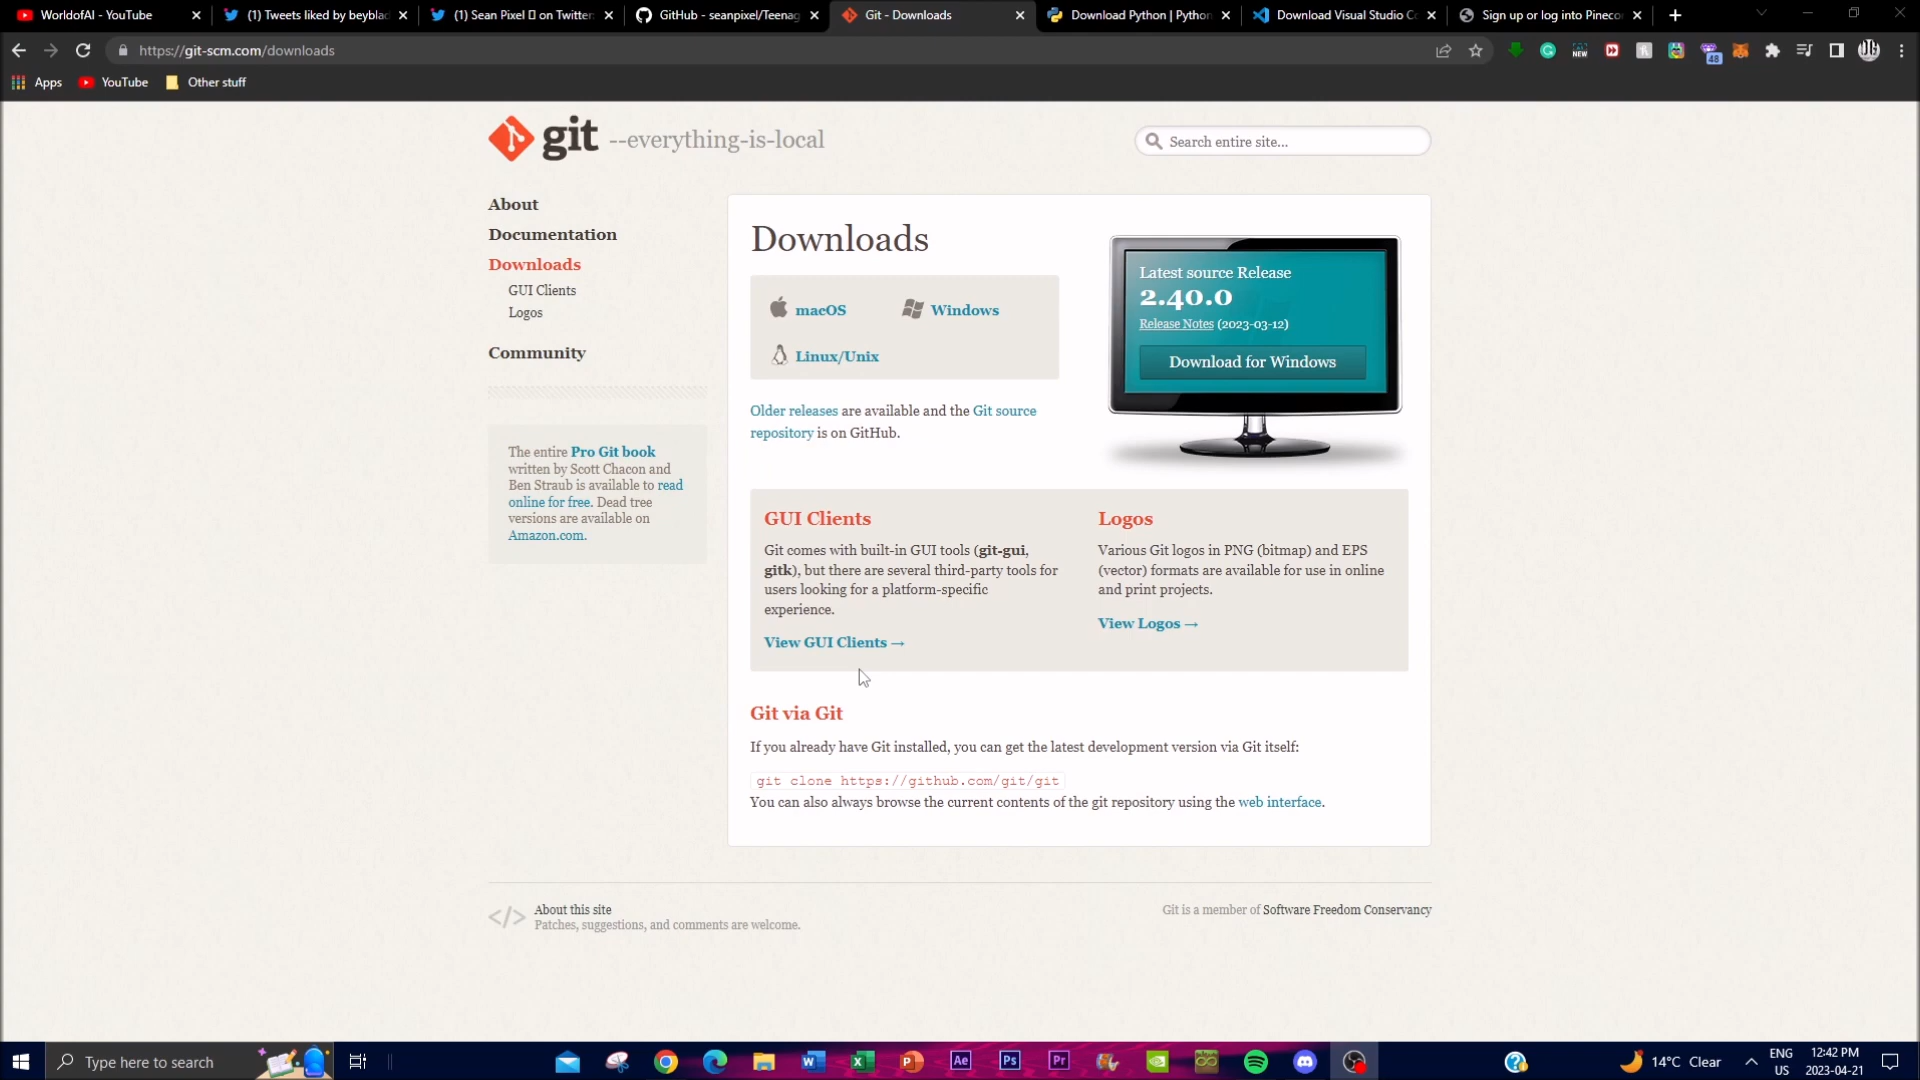 WorldofAI - YouTube
(1) Tweets liked by beyblad
(1) Sean Pixel
on Twitter:
GitHub - seanpixel/Teenag
Git - Downloads
Download Python | Python
Download Visual Studio Co
Sign up or log into Pinecon
https://git-scm.com/downloads
NEW
48
Apps
YouTube
Other stuff
git --everything-is-local
Search entire site...
About
Documentation
Downloads
GUI Clients
Logos
Community
The entire Pro Git book
written by Scott Chacon and
Ben Straub is available to read
online for free. Dead tree
versions are available on
Amazon.com.
Downloads
macOS
Windows
Linux/Unix
Older releases are available and the Git source
repository is on GitHub.
Latest source Release
2.40.0
Release Notes (2023-03-12)
Download for Windows
GUI Clients
Git comes with built-in GUI tools (git-gui,
gitk), but there are several third-party tools for
users looking for a platform-specific
experience.
View GUI Clients →
Logos
Various Git logos in PNG (bitmap) and EPS
(vector) formats are available for use in online
and print projects.
View Logos →
Git via Git
If you already have Git installed, you can get the latest development version via Git itself:
git clone https://github.com/git/git
You can also always browse the current contents of the git repository using the web interface.
</> About this site
Patches, suggestions, and comments are welcome.
Git is a member of Software Freedom Conservancy
Type here to search
Ae
Ps
Pr
14°C Clear
ENG
US
12:42 PM
2023-04-21